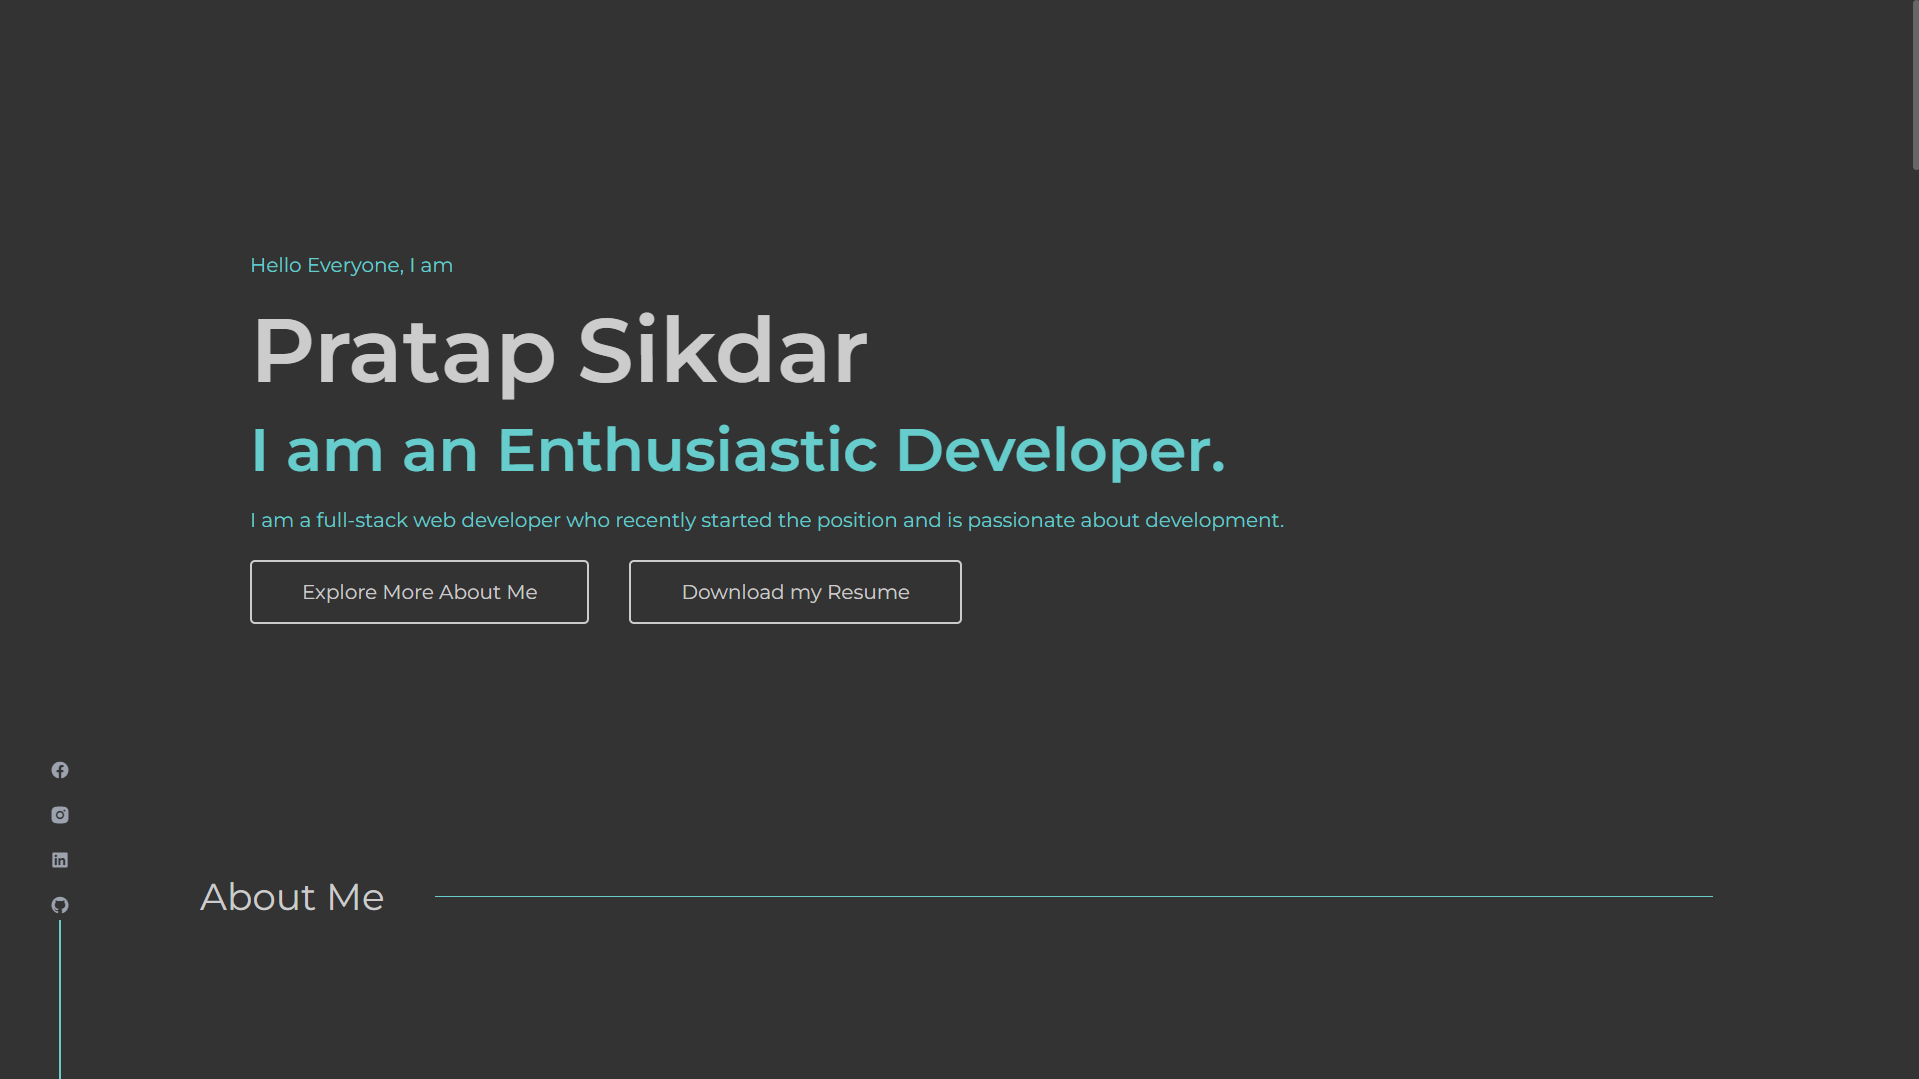 Hello Everyone, I am
Pratap Sikdar
I am an Enthusiastic Developer.
I am a full-stack web developer who recently started the position and is passionate about development.
Explore More About Me
Download my Resume
About Me